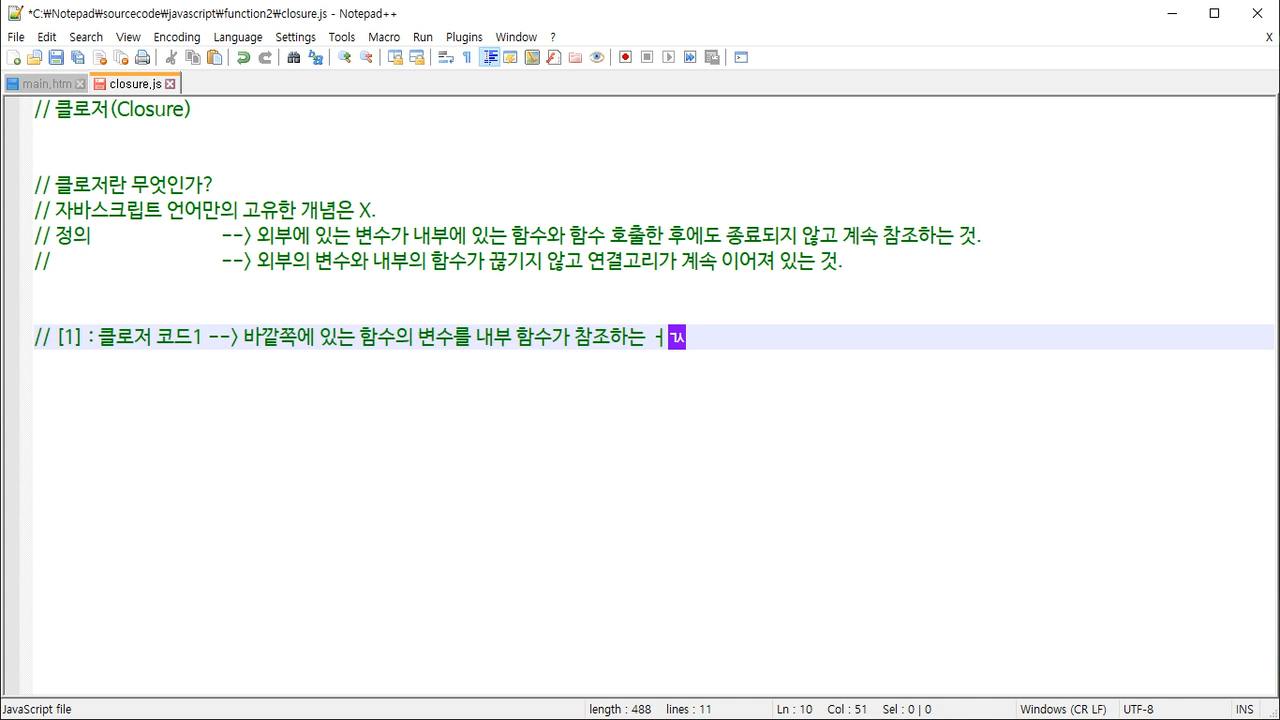 *C:₩Notepad₩sourcecode₩javascript₩function2₩closure.js - Notepad++
File Edit Search View Encoding Language Settings Tools Macro Run Plugins Window ? X
main.htm closure.js
// 클로저(Closure)
// 클로저란 무엇인가?
// 자바스크립트 언어만의 고유한 개념은 X.
// 정의 --> 외부에 있는 변수가 내부에 있는 함수와 함수 호출한 후에도 종료되지 않고 계속 참조하는 것.
// --> 외부의 변수와 내부의 함수가 끊기지 않고 연결고리가 계속 이어져 있는 것.
// [1] : 클로저 코드1 --> 바깥쪽에 있는 함수의 변수를 내부 함수가 참조하는 ㅓㄳ
JavaScript file length : 488 lines : 11 Ln : 10 Col : 51 Sel : 0 | 0 Windows (CR LF) UTF-8 INS